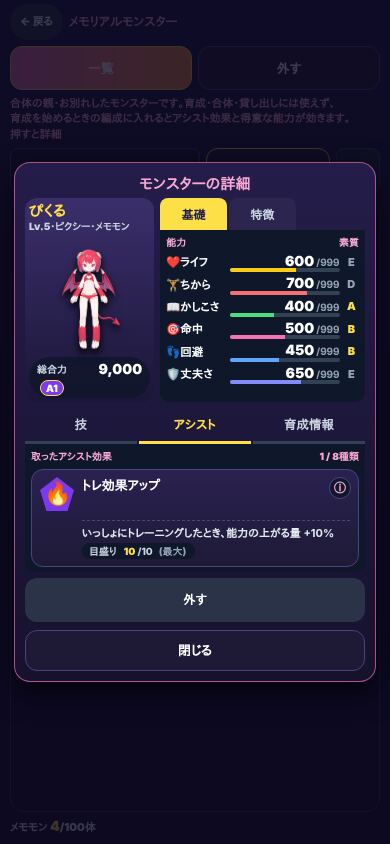 ← 戻る メモリアルモンスター
一覧
外す
合体の親・お別れしたモンスターです。育成・合体・貸し出しには使えず、
育成を始めるときの編成に入れるとアシスト効果と得意な能力が効きます。
押すと詳細
モンスターの詳細
ぴくる
Lv.5・ピクシー・メモモン
総合力 9,000
A1
基礎 特徴
能力 素質
❤️ライフ 600/999 E
🏋️ちから 700/999 D
📖かしこさ 400/999 A
🎯命中 500/999 B
👣回避 450/999 B
🛡️丈夫さ 650/999 E
技 アシスト 育成情報
取ったアシスト効果 1/8種類
🔥 トレ効果アップ ⓘ
いっしょにトレーニングしたとき、能力の上がる量 +10%
目盛り 10/10 (最大)
外す
閉じる
メモモン 4/100体